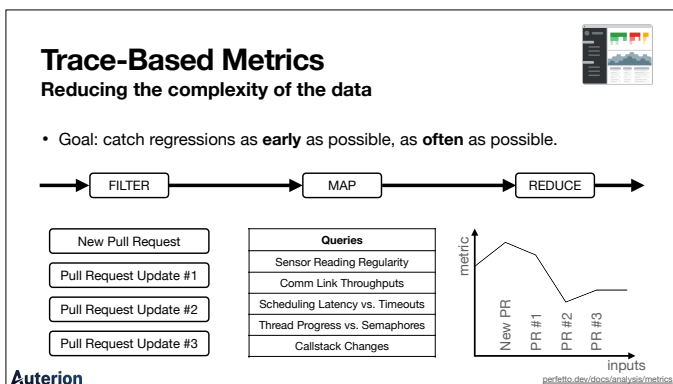 Trace-Based Metrics
Reducing the complexity of the data
• Goal: catch regressions as early as possible, as often as possible.
FILTER
MAP
REDUCE
New Pull Request
Pull Request Update #1
Pull Request Update #2
Pull Request Update #3
Queries
Sensor Reading Regularity
Comm Link Throughputs
Scheduling Latency vs. Timeouts
Thread Progress vs. Semaphores
Callstack Changes
metric
New PR
PR #1
PR #2
PR #3
inputs
Auterion
perfetto.dev/docs/analysis/metrics